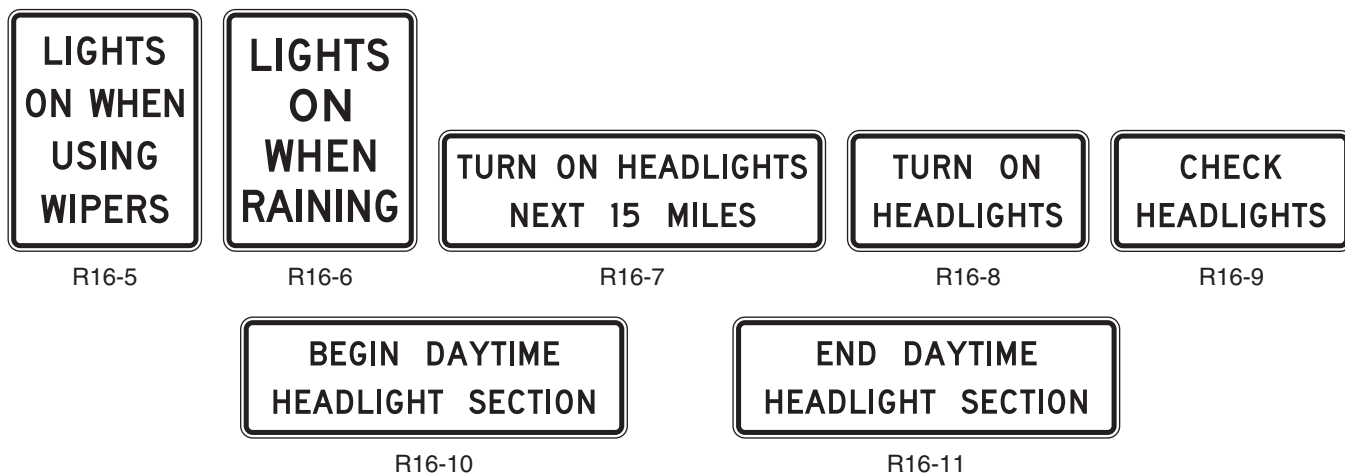 LIGHTS
ON WHEN
USING
WIPERS
R16-5
LIGHTS
ON
WHEN
RAINING
R16-6
TURN ON HEADLIGHTS
NEXT 15 MILES
R16-7
TURN ON
HEADLIGHTS
R16-8
CHECK
HEADLIGHTS
R16-9
BEGIN DAYTIME
HEADLIGHT SECTION
R16-10
END DAYTIME
HEADLIGHT SECTION
R16-11